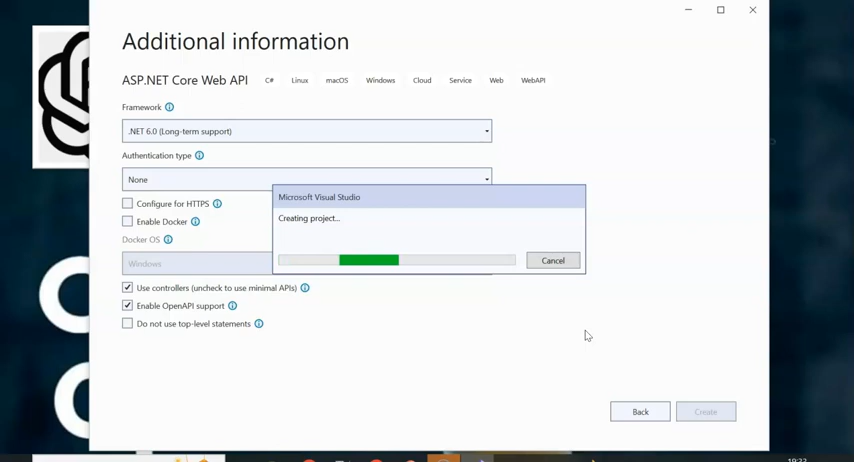 Additional information
ASP.NET Core Web API C# Linux macOS Windows Cloud Service Web WebAPI
Framework
.NET 6.0 (Long-term support)
Authentication type
None
Microsoft Visual Studio
Configure for HTTPS
Creating project...
Enable Docker
Docker OS
Windows
Cancel
Use controllers (uncheck to use minimal APIs)
Enable OpenAPI support
Do not use top-level statements
Back
Create